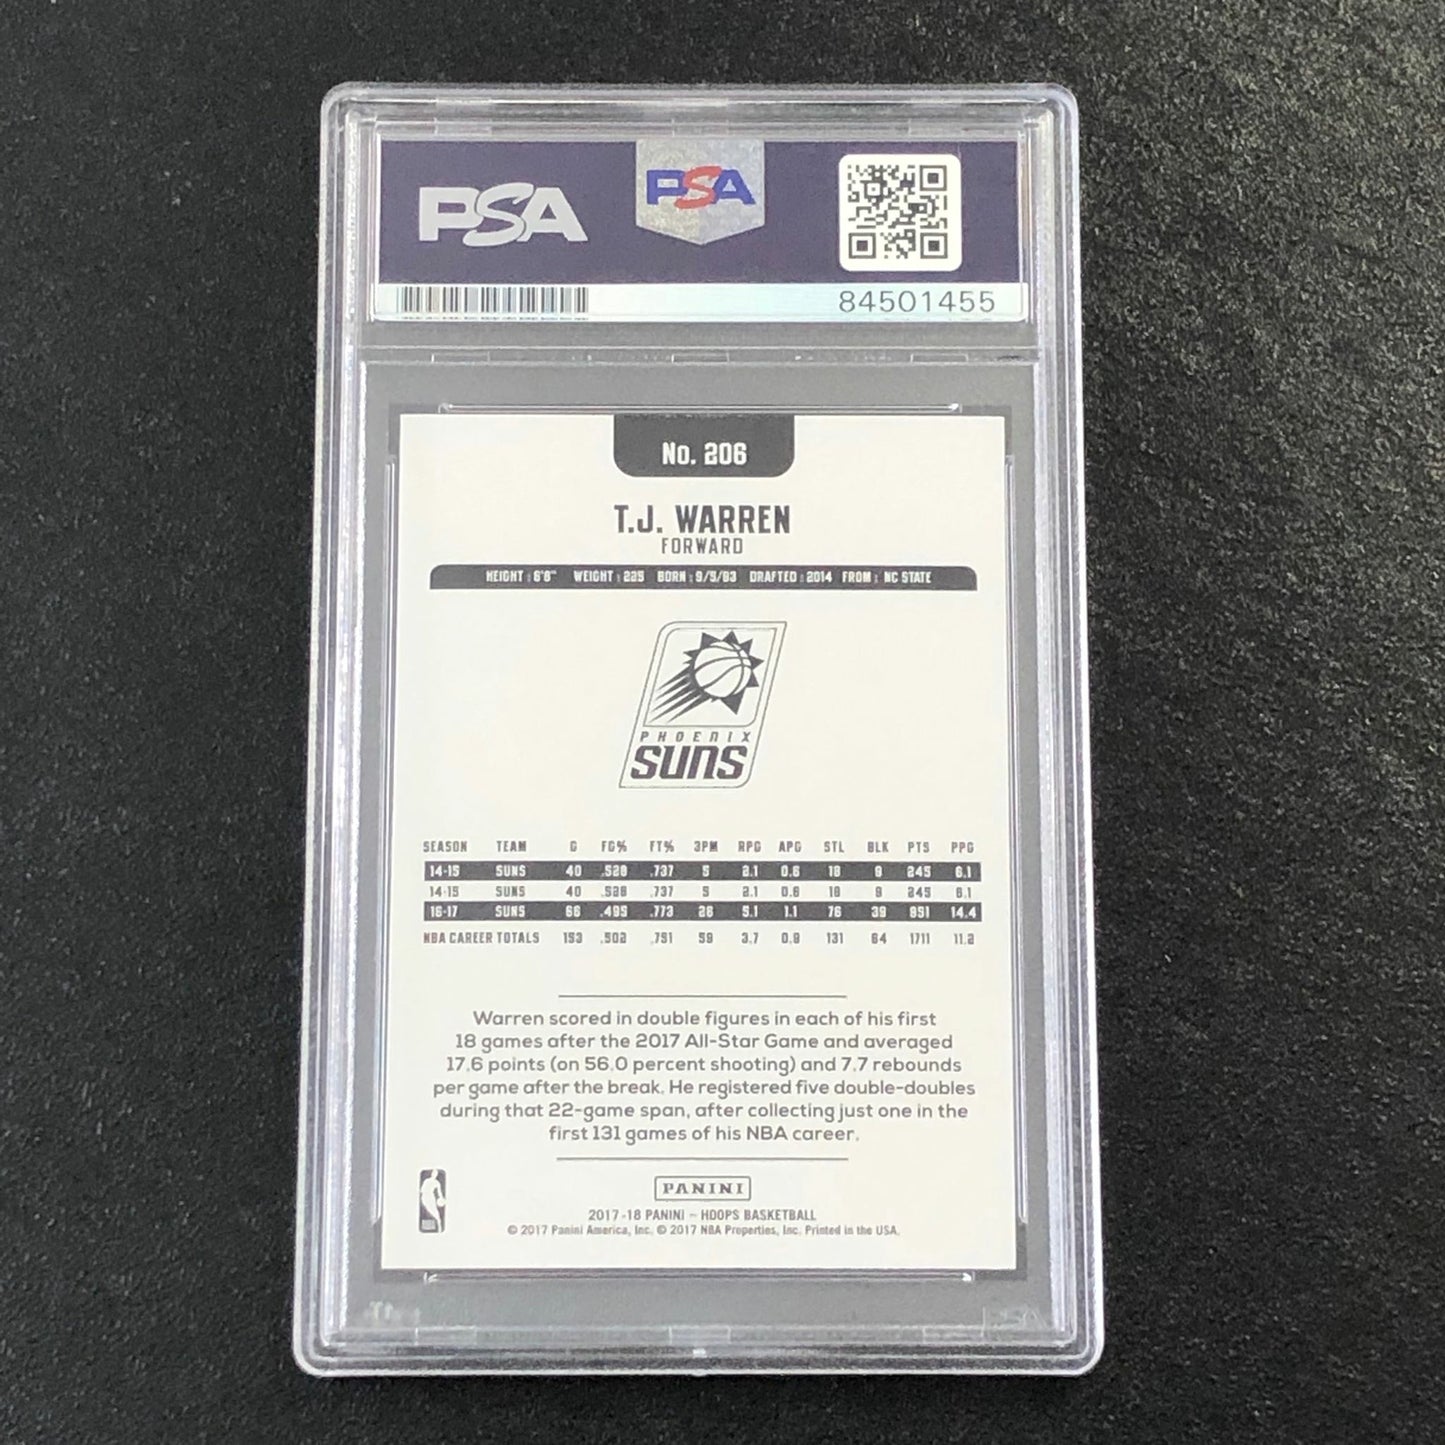 PSA
PSA
84501455
No. 206
T.J. WARREN
FORWARD
HEIGHT : 6'8" WEIGHT : 225 BORN : 9/5/93 DRAFTED : 2014 FROM : NC STATE
PHOENIX
SUNS
SEASON TEAM G FG% FT% 3PM RPG APG STL BLK PTS PPG
14-15 SUNS 40 .528 .737 5 2.1 0.6 18 9 245 6.1
14-15 SUNS 40 .528 .737 5 2.1 0.6 18 9 245 6.1
16-17 SUNS 66 .495 .773 26 5.1 1.1 76 39 951 14.4
NBA CAREER TOTALS 153 .502 .751 59 3.7 0.9 131 64 1711 11.2
Warren scored in double figures in each of his first
18 games after the 2017 All-Star Game and averaged
17.6 points (on 56.0 percent shooting) and 7.7 rebounds
per game after the break. He registered five double-doubles
during that 22-game span, after collecting just one in the
first 131 games of his NBA career.
PANINI
2017-18 PANINI – HOOPS BASKETBALL
© 2017 Panini America, Inc. © 2017 NBA Properties, Inc. Printed in the USA.